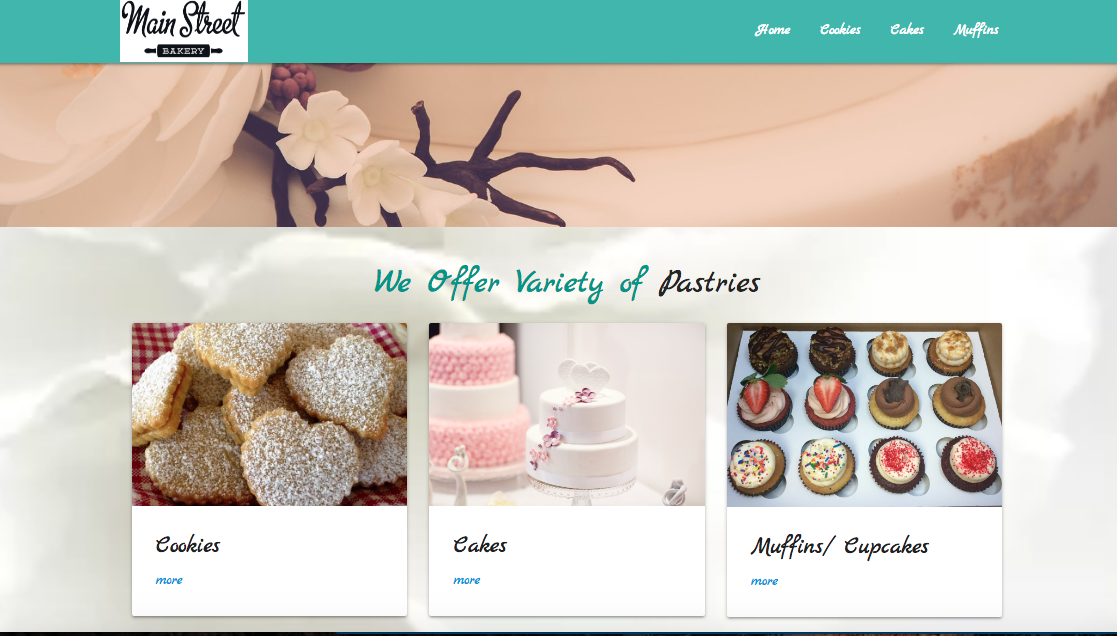 Main Street
BAKERY
Home Cookies Cakes Muffins
We Offer Variety of Pastries
Cookies
more
Cakes
more
Muffins/ Cupcakes
more